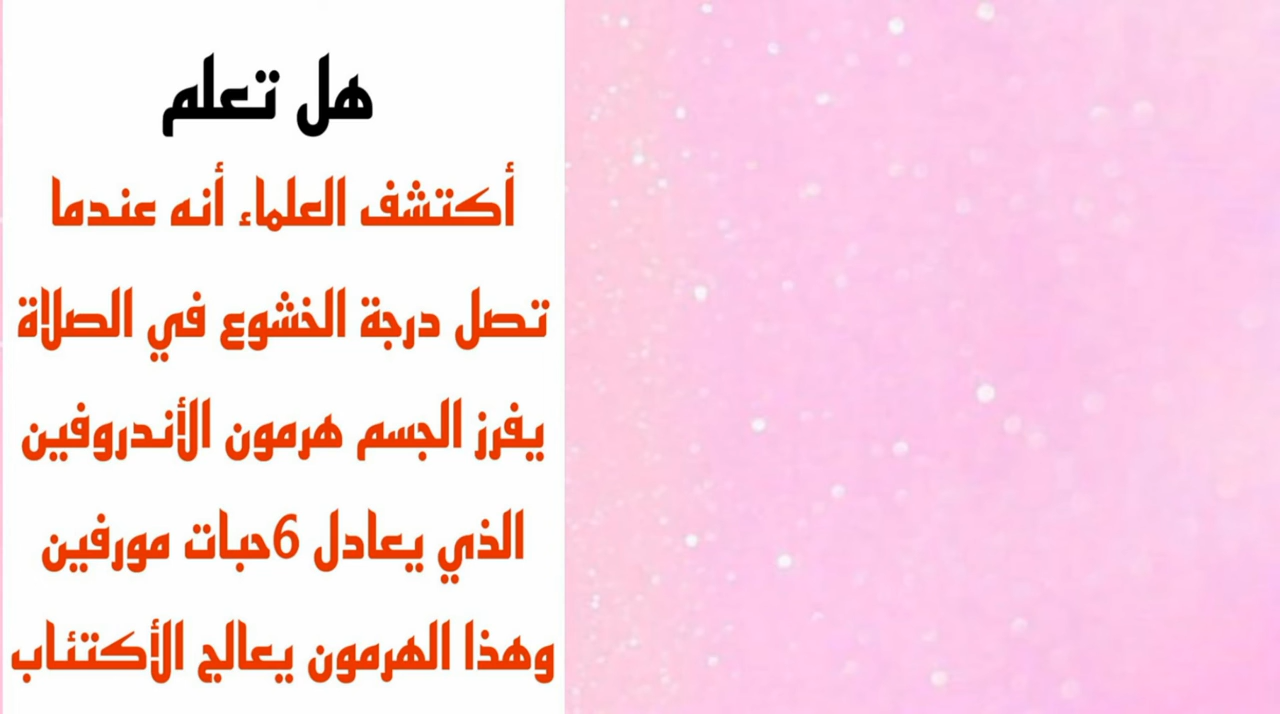 هل تعلم
أكتشف العلماء أنه عندما
تصل درجة الخشوع في الصلاة
يفرز الجسم هرمون الأندروفين
الذي يعادل 6حبات مورفين
وهذا الهرمون يعالج الأكتئاب